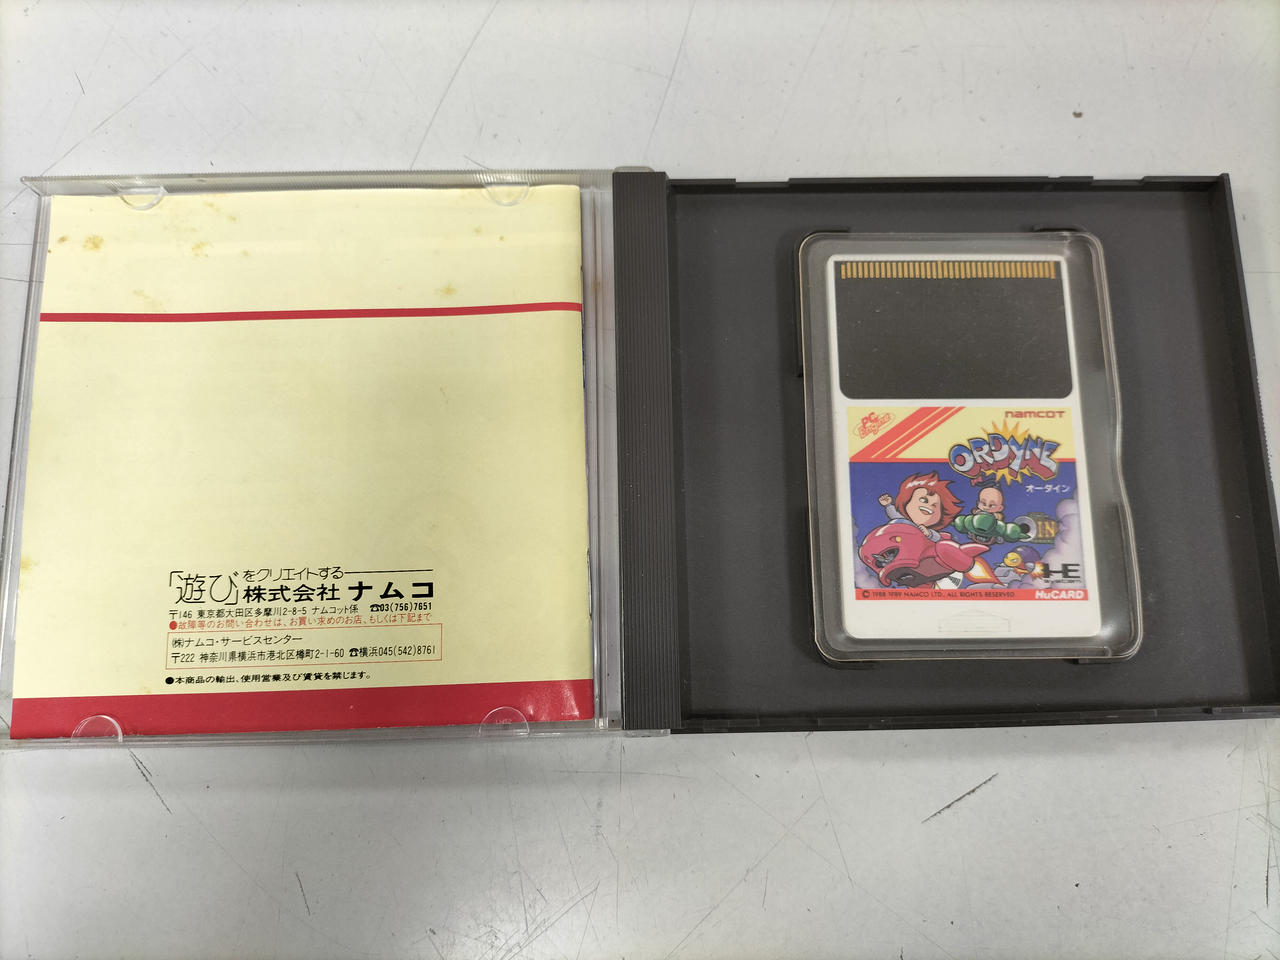 「遊び」をクリエイトする
株式会社 ナムコ
〒146 東京都大田区多摩川2-8-5 ナムコット係 ☎03(756)7651
●故障等のお問い合わせは、お買い求めのお店、もしくは下記まで
㈱ナムコ・サービスセンター
〒222 神奈川県横浜市港北区樽町2-1-60 ☎横浜045(542)8761
●本商品の輸出、使用営業及び賃貸を禁じます。
PC Engine
namcot
ORDYNE
オーダイン
IN
HE system
© 1988 1989 NAMCO LTD., ALL RIGHTS RESERVED
HuCARD